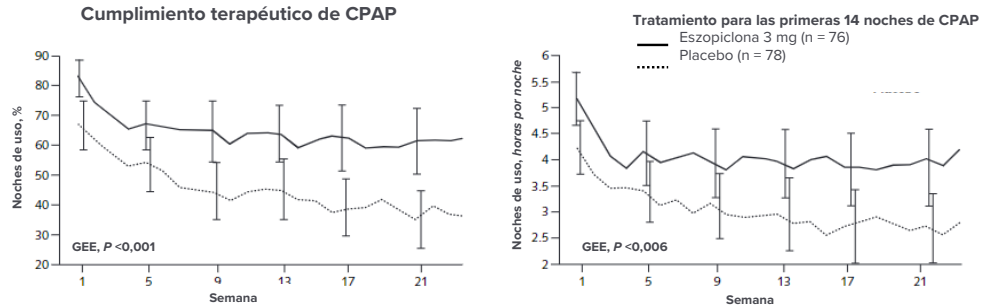 Cumplimiento terapéutico de CPAP
Tratamiento para las primeras 14 noches de CPAP
Eszopiclona 3 mg (n = 76)
Placebo (n = 78)
Noches de uso, %
90
80
70
60
50
40
30
20
GEE, P <0,001
1 5 9 13 17 21
Semana
Noches de uso, horas por noche
6
5.5
5
4.5
4
3.5
3
2.5
2
GEE, P <0,006
1 5 9 13 17 21
Semana